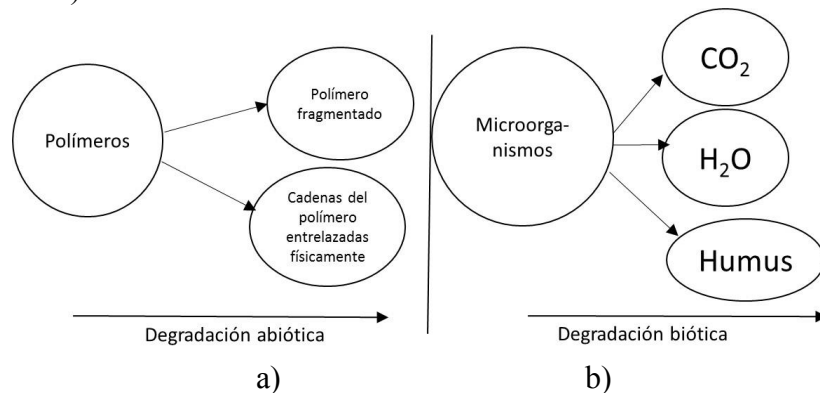 Polímeros
Polímero
fragmentado
Cadenas del
polímero
entrelazadas
físicamente
Degradación abiótica
a)
Microorga-
nismos
CO₂
H₂O
Humus
Degradación biótica
b)